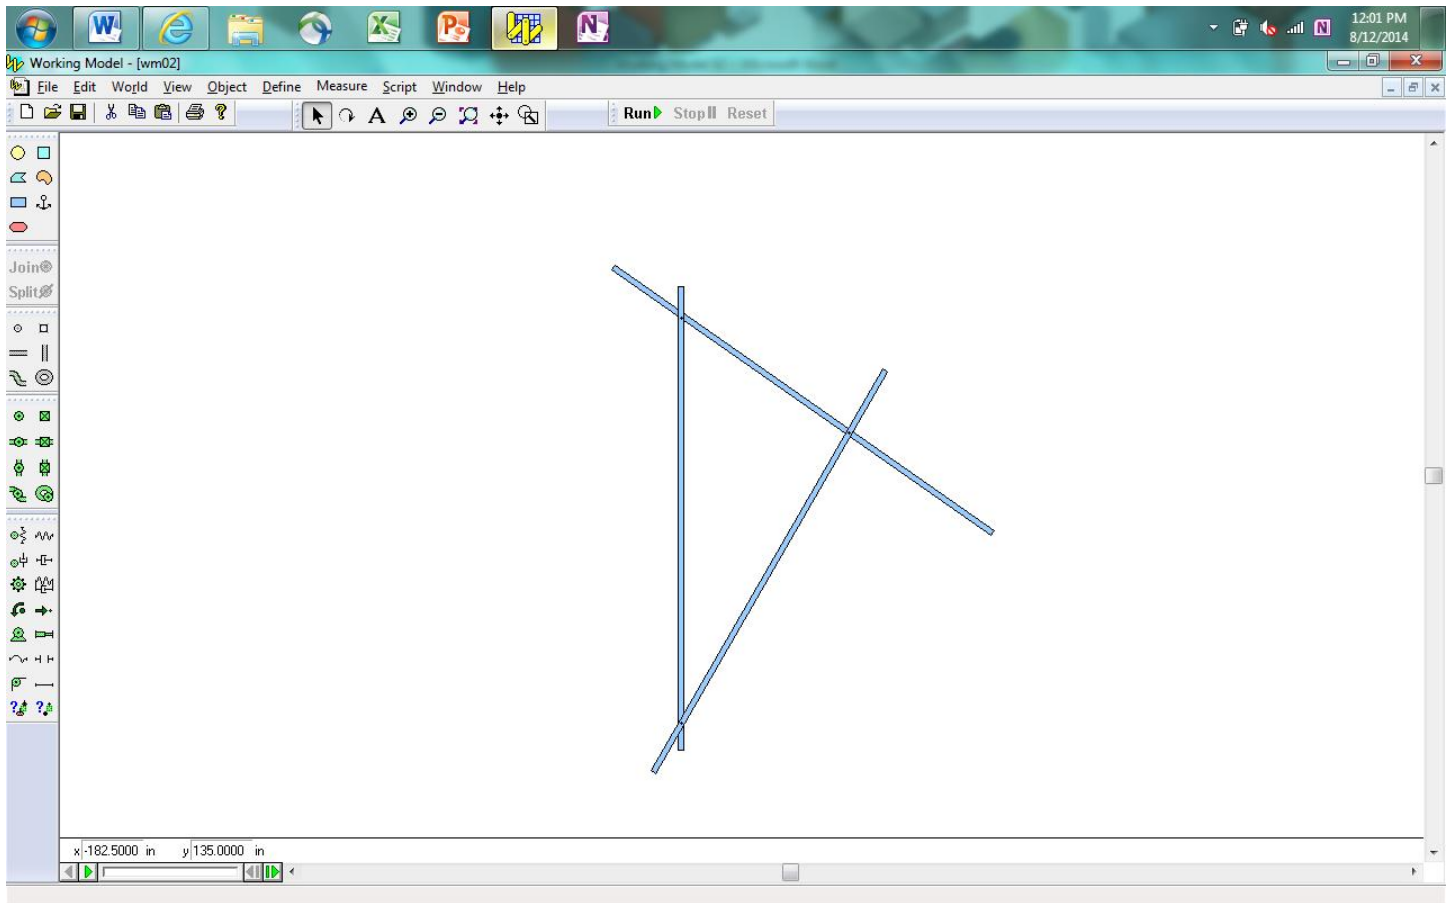 12:01 PM
8/12/2014
Working Model - [wm02]
File Edit World View Object Define Measure Script Window Help
A Run Stop Reset
Join
Split
x -182.5000 in y 135.0000 in